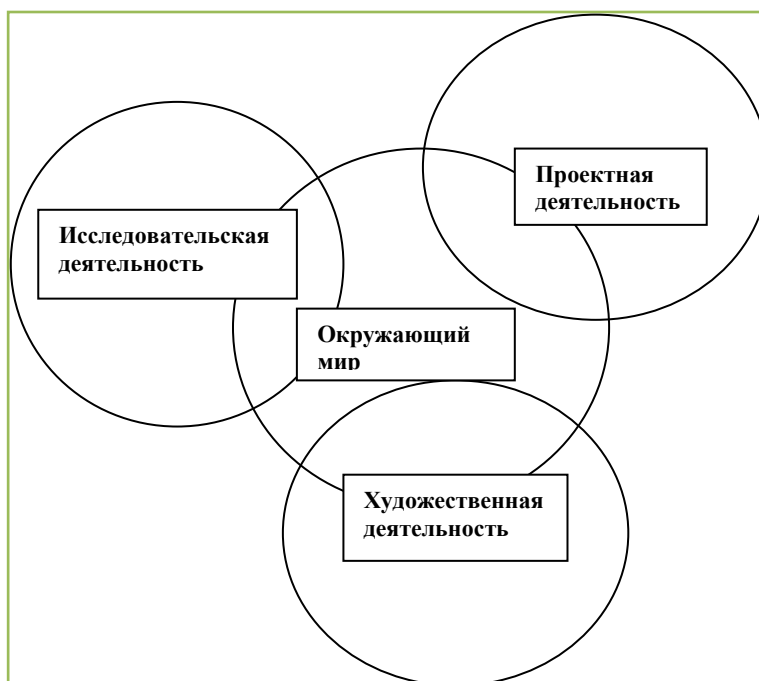 Проектная
деятельность
Исследовательская
деятельность
Окружающий
мир
Художественная
деятельность